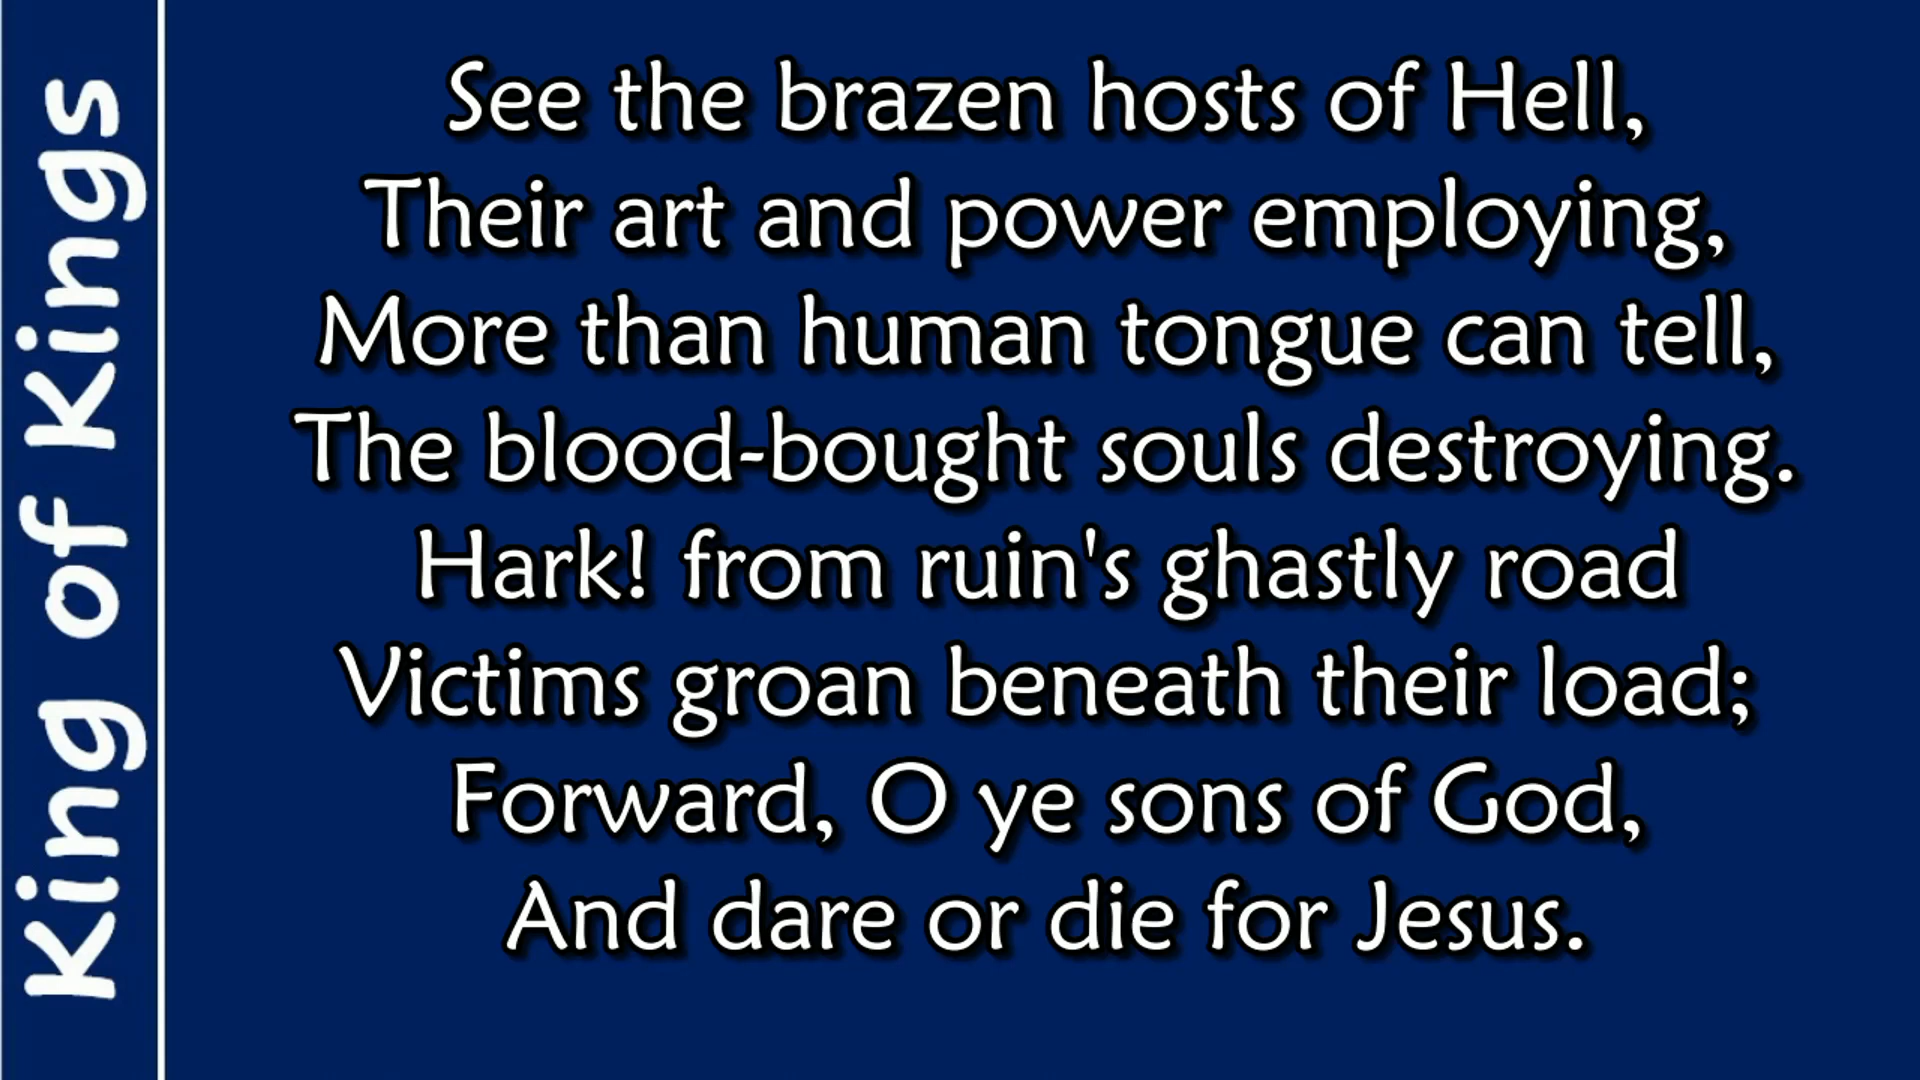 King of Kings
See the brazen hosts of Hell,
Their art and power employing,
More than human tongue can tell,
The blood-bought souls destroying.
Hark! from ruin's ghastly road
Victims groan beneath their load;
Forward, O ye sons of God,
And dare or die for Jesus.